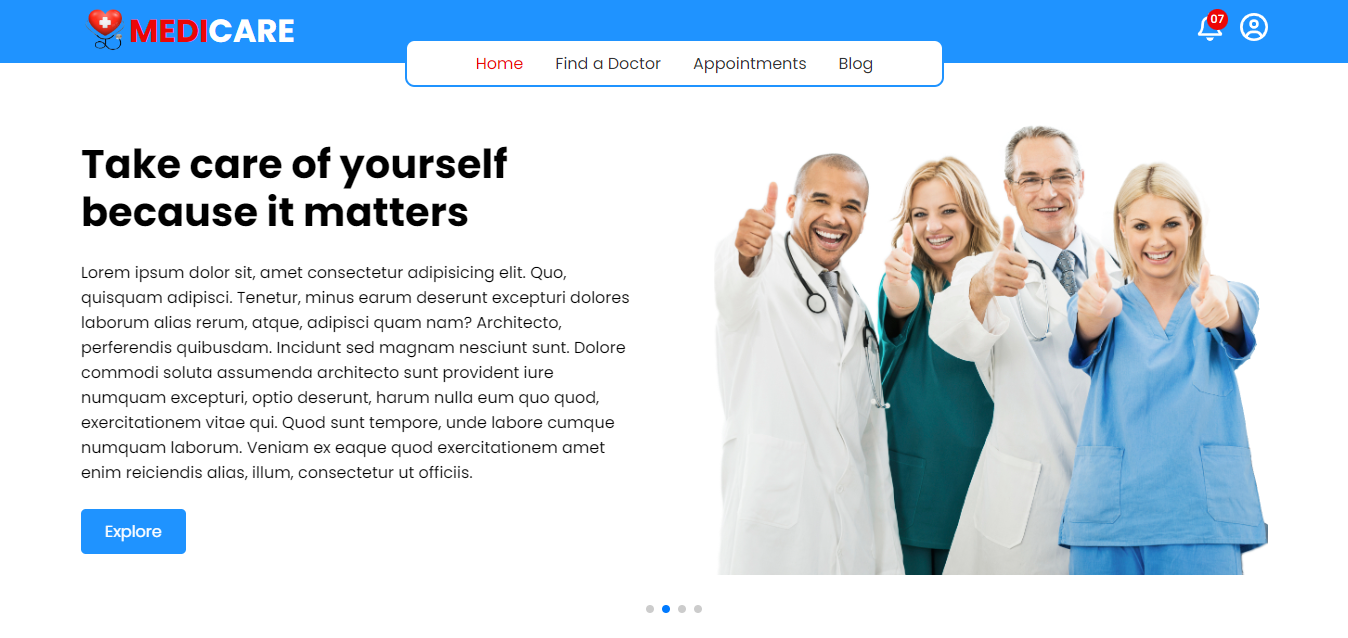 MEDICARE
07
Home Find a Doctor Appointments Blog
Take care of yourself
because it matters
Lorem ipsum dolor sit, amet consectetur adipisicing elit. Quo,
quisquam adipisci. Tenetur, minus earum deserunt excepturi dolores
laborum alias rerum, atque, adipisci quam nam? Architecto,
perferendis quibusdam. Incidunt sed magnam nesciunt sunt. Dolore
commodi soluta assumenda architecto sunt provident iure
numquam excepturi, optio deserunt, harum nulla eum quo quod,
exercitationem vitae qui. Quod sunt tempore, unde labore cumque
numquam laborum. Veniam ex eaque quod exercitationem amet
enim reiciendis alias, illum, consectetur ut officiis.
Explore